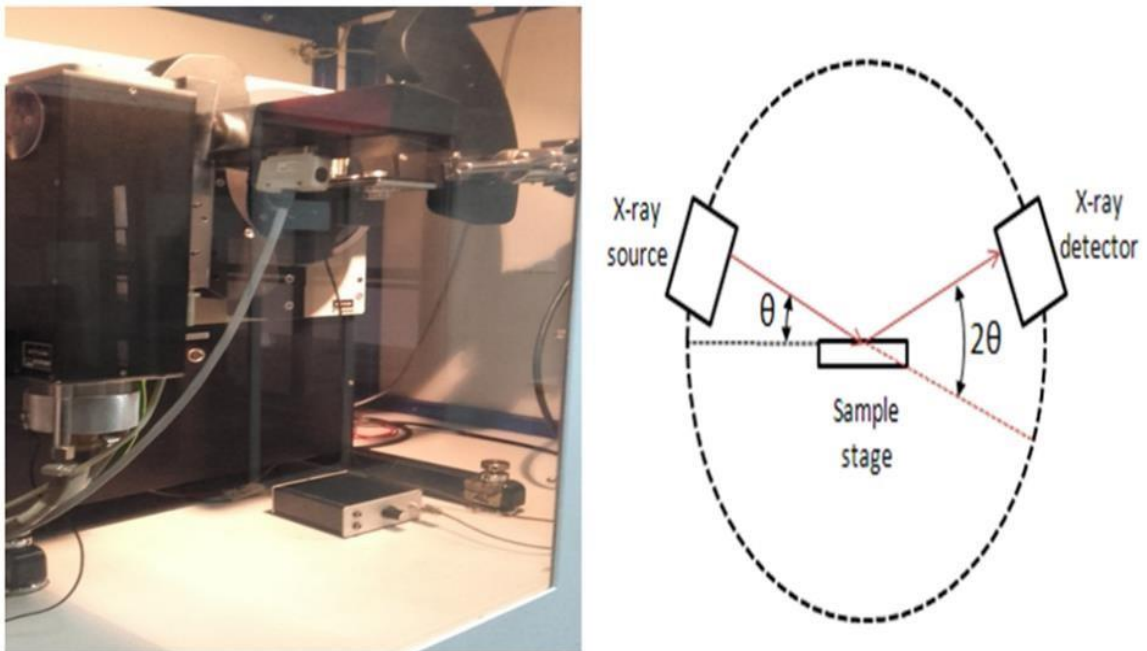 X-ray
source
X-ray
detector
θ
2θ
Sample
stage